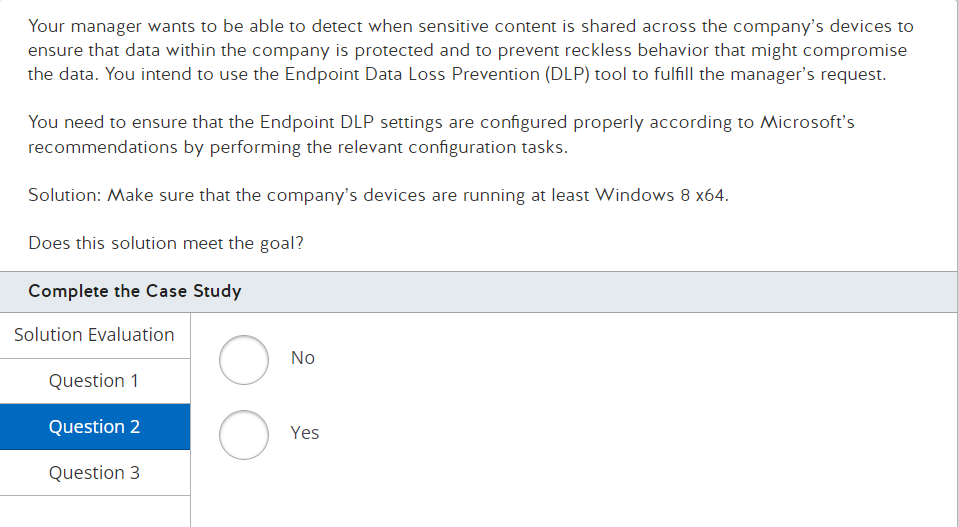 Your manager wants to be able to detect when sensitive content is shared across the company's devices to
ensure that data within the company is protected and to prevent reckless behavior that might compromise
the data. You intend to use the Endpoint Data Loss Prevention (DLP) tool to fulfill the manager's request.
You need to ensure that the Endpoint DLP settings are configured properly according to Microsoft's
recommendations by performing the relevant configuration tasks.
Solution: Make sure that the company's devices are running at least Windows 8 x64.
Does this solution meet the goal?
Complete the Case Study
Solution Evaluation
Question 1
Question 2
Question 3
No
Yes